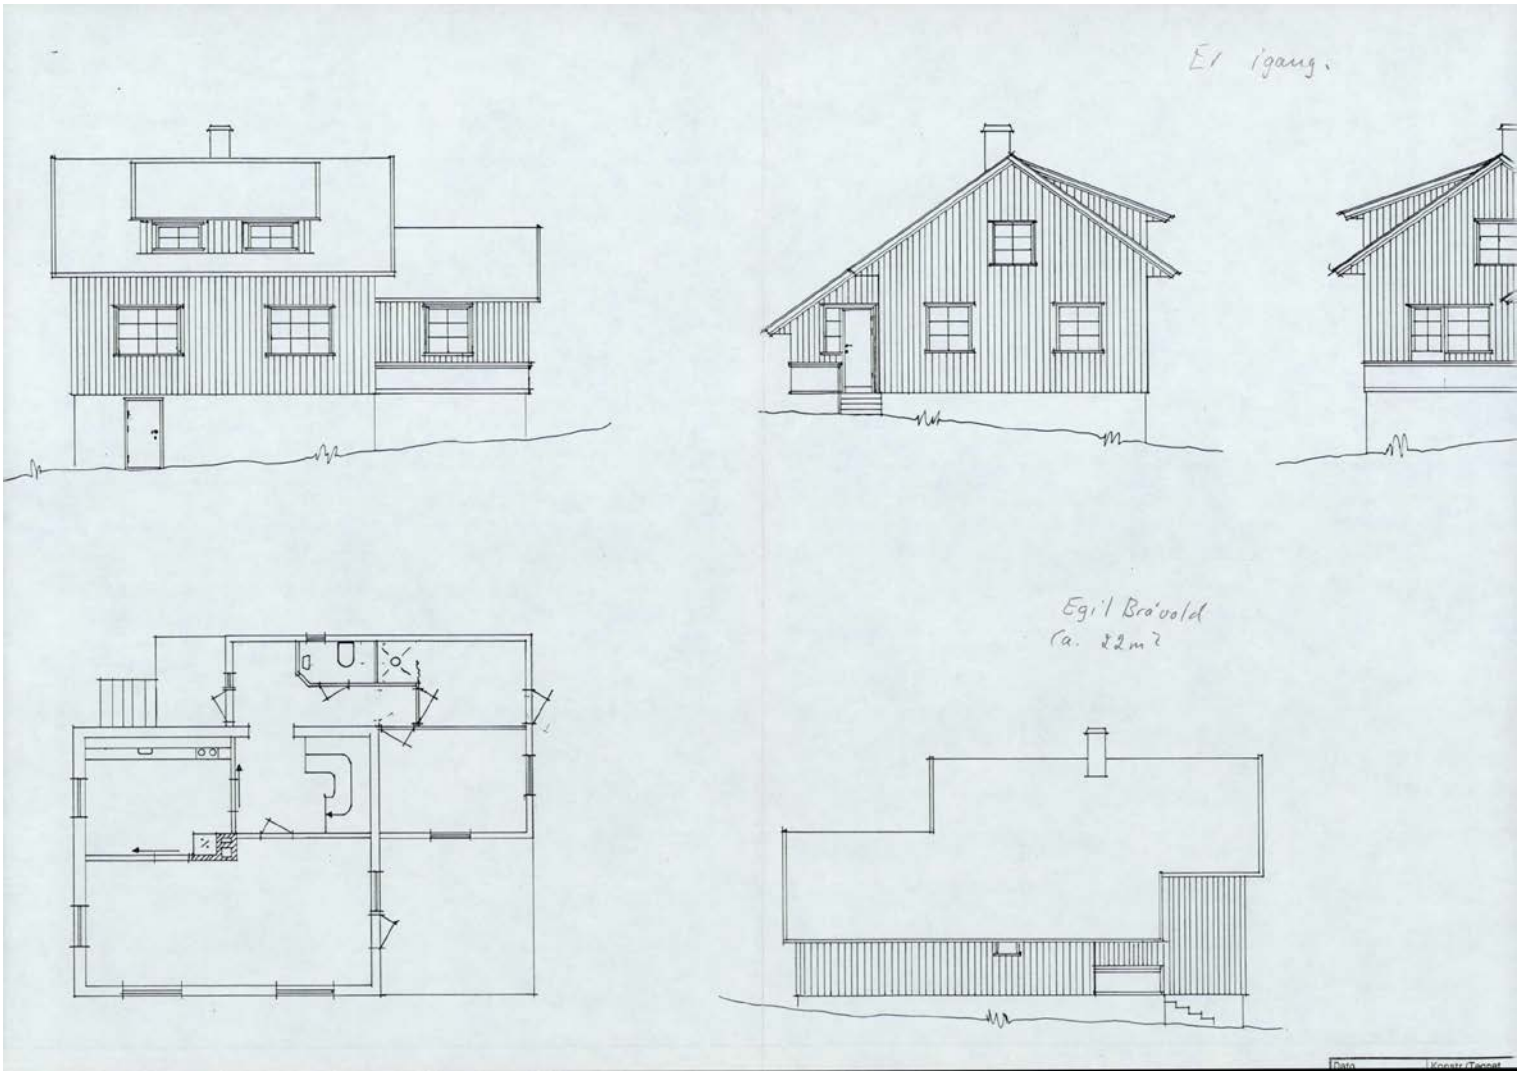 Er igang.
Egil Bråvold
Ca. 22m²
Dato Konstr./Tegnet